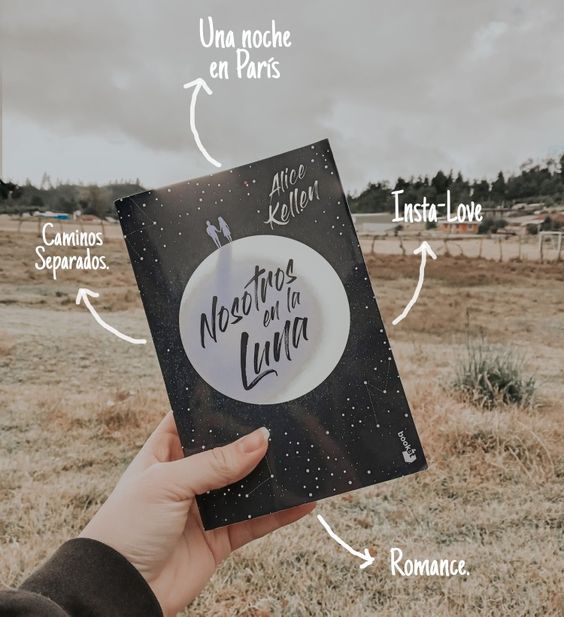 Una noche
en París
Alice
Kellen
Insta-Love
Caminos
Separados.
Nosotros
en la
Luna
booket
Romance.